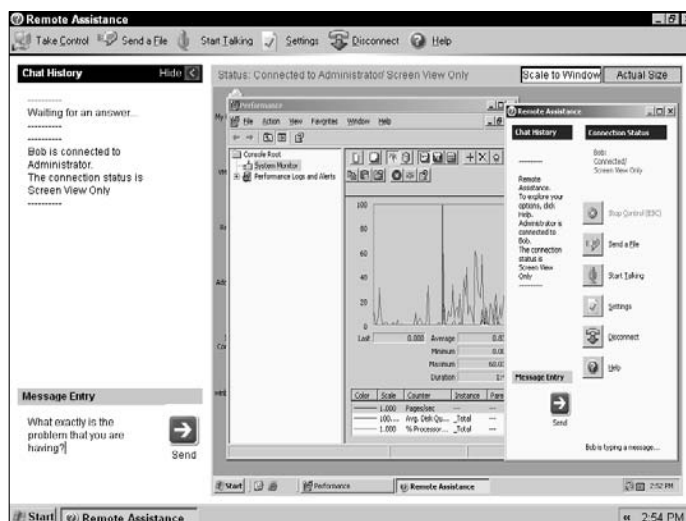 Remote Assistance
Take Control Send a File Start Talking Settings Disconnect Help
Chat History Hide
Status: Connected to Administrator/ Screen View Only
Scale to Window Actual Size
----------
Waiting for an answer...
----------
----------
Bob is connected to
Administrator.
The connection status is
Screen View Only
----------
Message Entry
What exactly is the
problem that you are
having?
Send
Performance
File Action View Favorites Window Help
Console Root
System Monitor
Performance Logs and Alerts
100
80
60
40
20
0
Last 0.000 Average
Minimum
Maximum
Duration
Color Scale Counter Instance
1.000 Pages/sec ---
100.... Avg. Disk Qu... _Total
1.000 % Processor... _Total
Remote Assistance
Chat History
----------
Remote
Assistance.
To explore your
options, click
Help.
Administrator is
connected to
Bob.
The connection
status is
Screen View
Only
----------
Message Entry
Send
Connection Status
Bob:
Connected/
Screen View Only
Stop Control (ESC)
Send a File
Start Talking
Settings
Disconnect
Help
Bob is typing a message...
Start Performance Remote Assistance 2:52 PM
Start Remote Assistance 2:54 PM